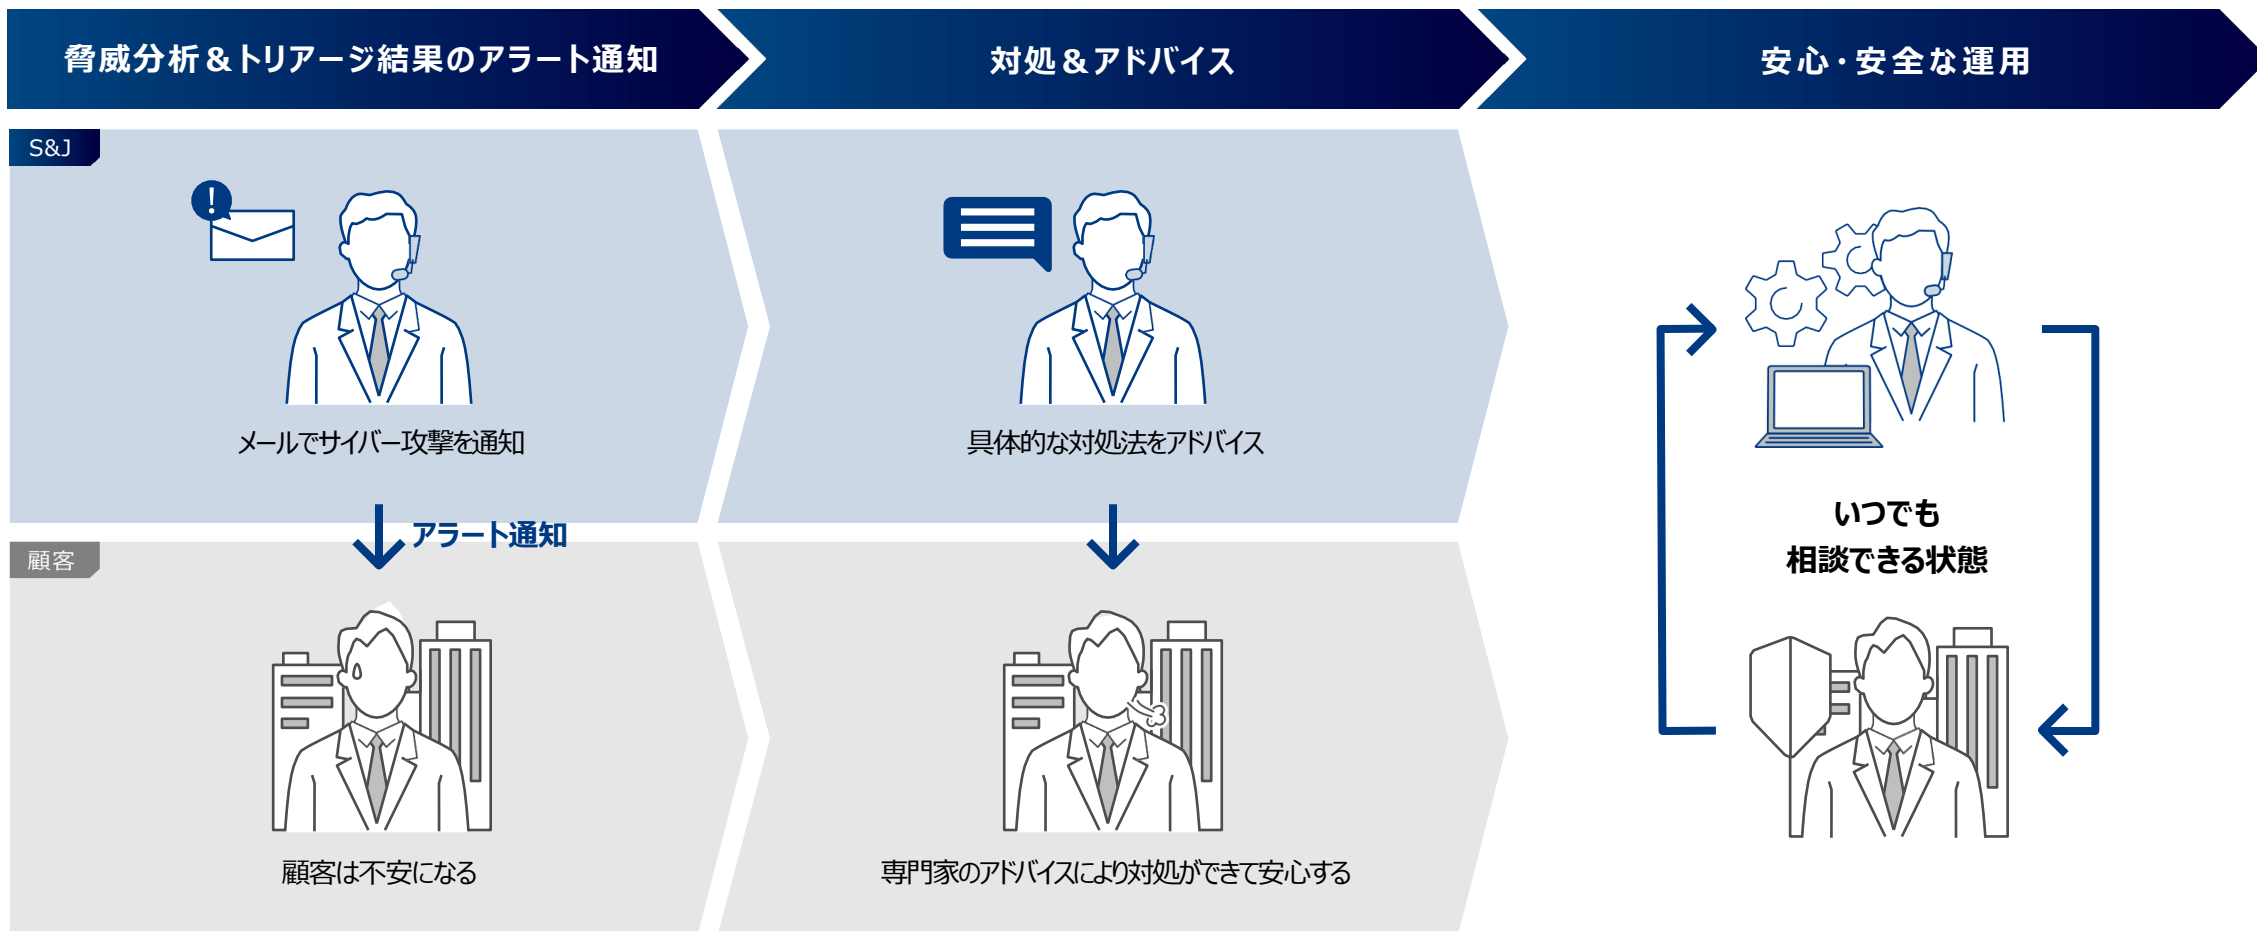 脅威分析&トリアージ結果のアラート通知
対処&アドバイス
安心・安全な運用
S&J
メールでサイバー攻撃を通知
具体的な対処法をアドバイス
アラート通知
いつでも
相談できる状態
顧客
顧客は不安になる
専門家のアドバイスにより対処ができて安心する